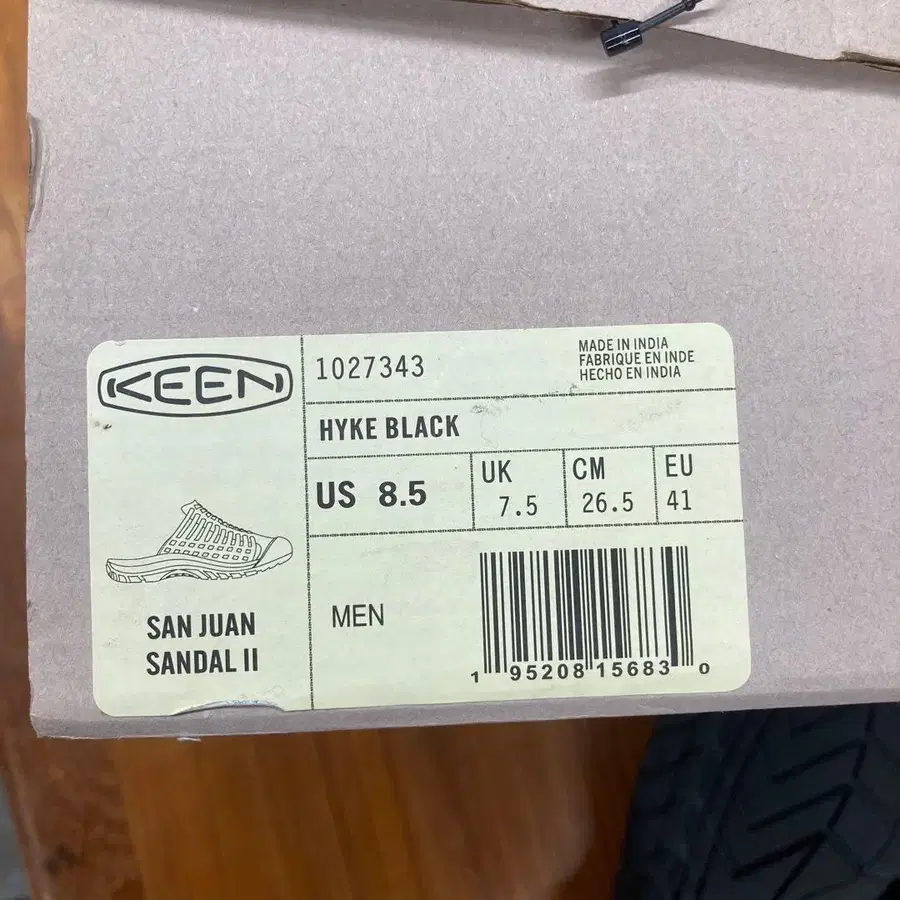 KEEN
1027343
MADE IN INDIA
FABRIQUE EN INDE
HECHO EN INDIA
HYKE BLACK
US 8.5
UK 7.5
CM 26.5
EU 41
SAN JUAN
SANDAL II
MEN
1 95208 15683 0